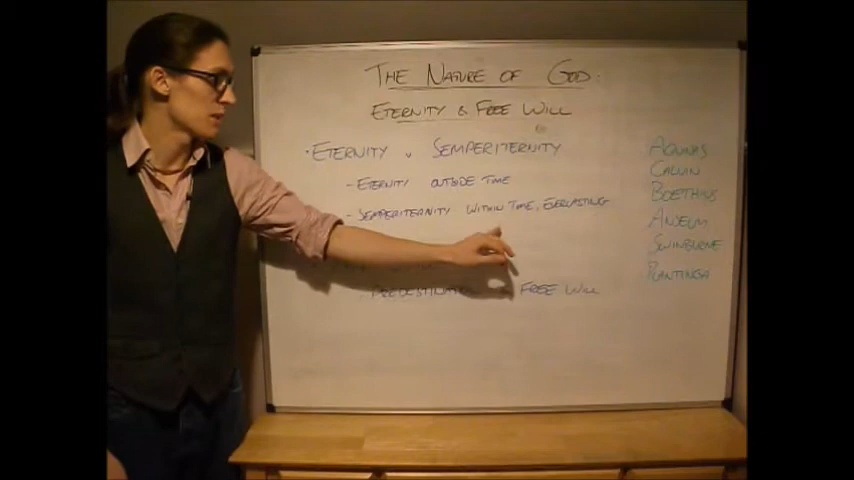 THE NATURE OF GOD:
ETERNITY & FREE WILL
• ETERNITY v SEMPERITERNITY
- ETERNITY OUTSIDE TIME
- SEMPERITERNITY WITHIN TIME, EVERLASTING
FREE WILL
AQUINAS
CALVIN
BOETHIUS
ANSELM
SWINBURNE
PLANTINGA